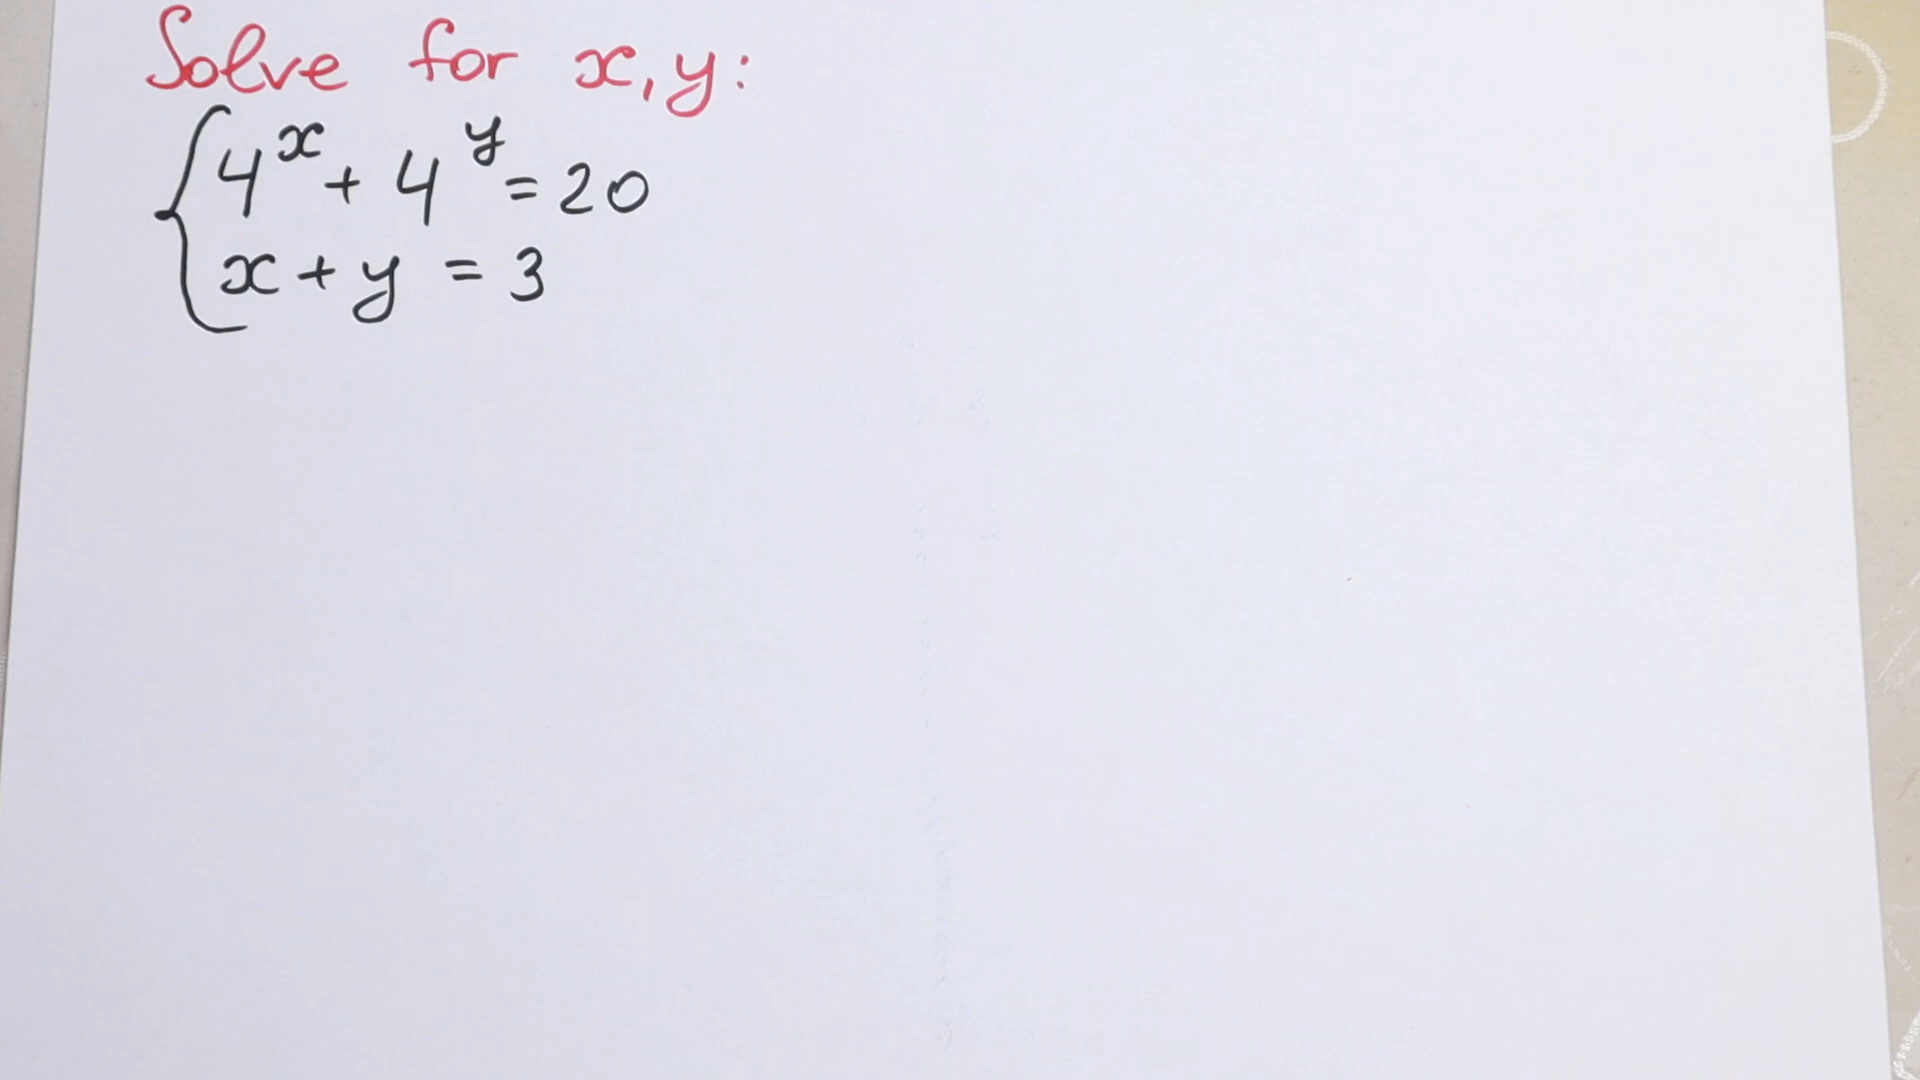 Solve for x, y:
4^x + 4^y = 20
x + y = 3